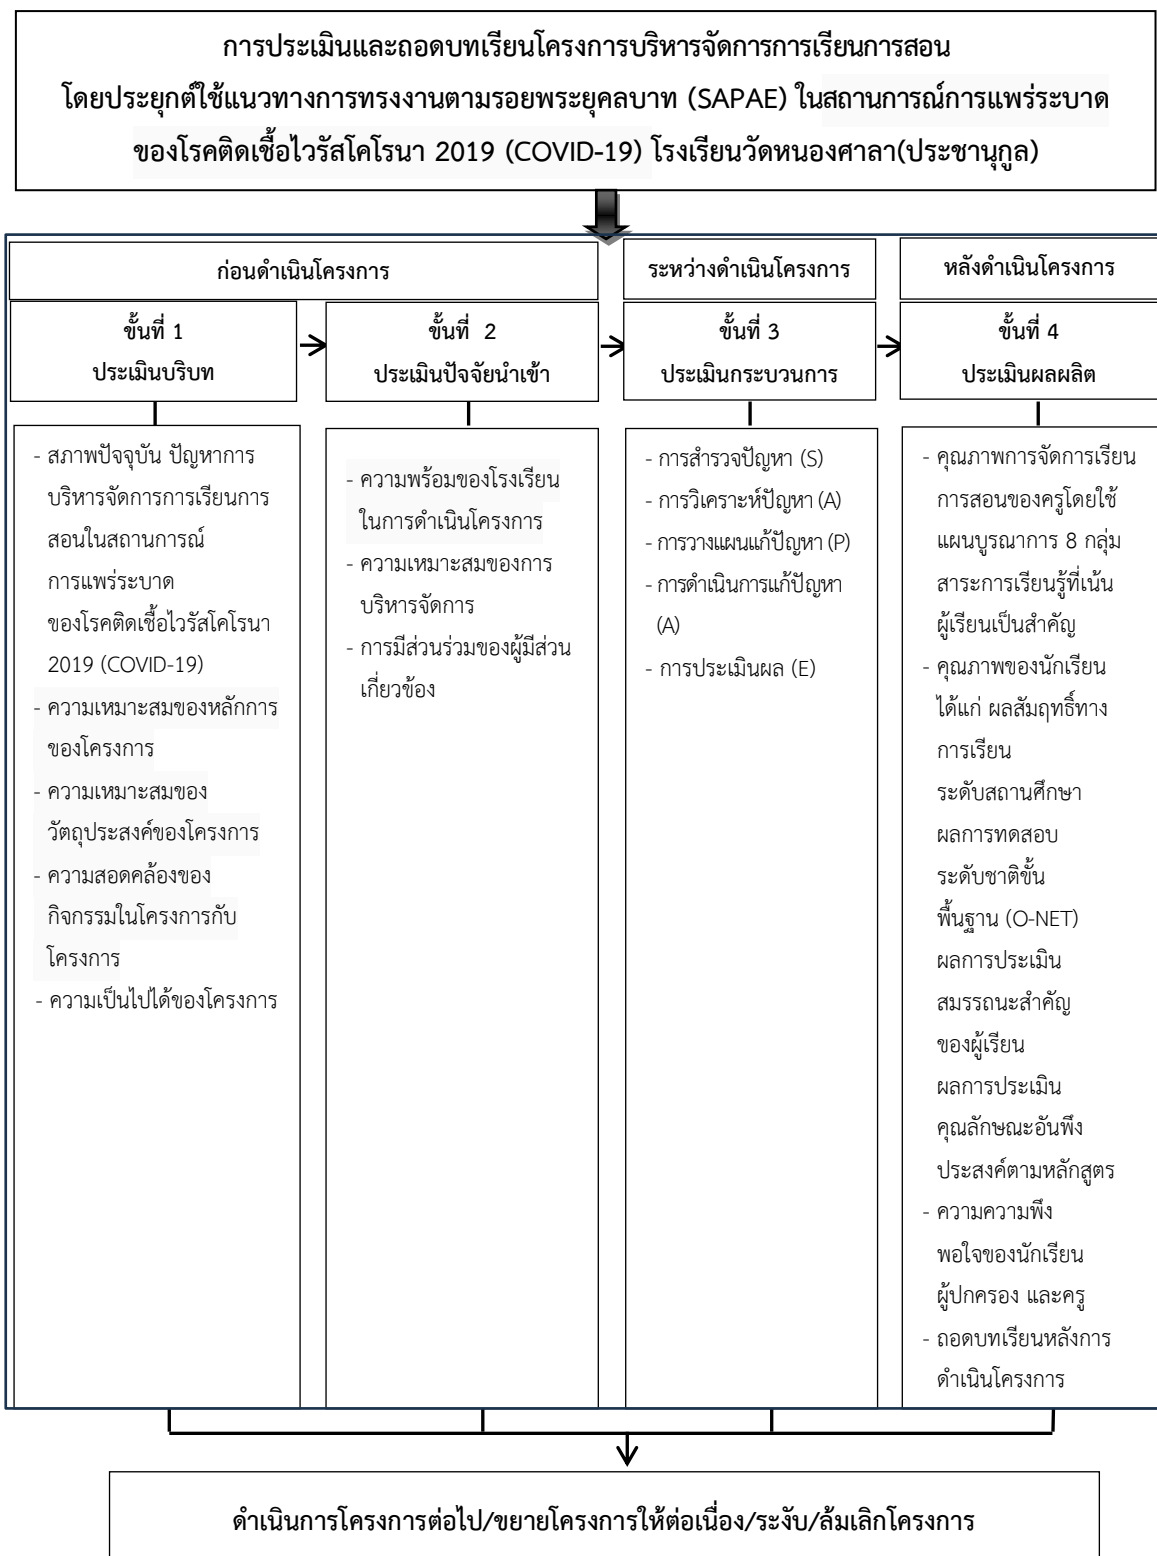 การประเมินและถอดบทเรียนโครงการบริหารจัดการการเรียนการสอน
โดยประยุกต์ใช้แนวทางการทรงงานตามรอยพระยุคลบาท (SAPAE) ในสถานการณ์การแพร่ระบาด
ของโรคติดเชื้อไวรัสโคโรนา 2019 (COVID-19) โรงเรียนวัดหนองศาลา(ประชานุกูล)
ก่อนดำเนินโครงการ
ระหว่างดำเนินโครงการ
หลังดำเนินโครงการ
ขั้นที่ 1
ประเมินบริบท
ขั้นที่ 2
ประเมินปัจจัยนำเข้า
ขั้นที่ 3
ประเมินกระบวนการ
ขั้นที่ 4
ประเมินผลผลิต
- สภาพปัจจุบัน ปัญหาการ
บริหารจัดการการเรียนการ
สอนในสถานการณ์
การแพร่ระบาด
ของโรคติดเชื้อไวรัสโคโรนา
2019 (COVID-19)
- ความเหมาะสมของหลักการ
ของโครงการ
- ความเหมาะสมของ
วัตถุประสงค์ของโครงการ
- ความสอดคล้องของ
กิจกรรมในโครงการกับ
โครงการ
- ความเป็นไปได้ของโครงการ
- ความพร้อมของโรงเรียน
ในการดำเนินโครงการ
- ความเหมาะสมของการ
บริหารจัดการ
- การมีส่วนร่วมของผู้มีส่วน
เกี่ยวข้อง
- การสำรวจปัญหา (S)
- การวิเคราะห์ปัญหา (A)
- การวางแผนแก้ปัญหา (P)
- การดำเนินการแก้ปัญหา
(A)
- การประเมินผล (E)
- คุณภาพการจัดการเรียน
การสอนของครูโดยใช้
แผนบูรณาการ 8 กลุ่ม
สาระการเรียนรู้ที่เน้น
ผู้เรียนเป็นสำคัญ
- คุณภาพของนักเรียน
ได้แก่ ผลสัมฤทธิ์ทาง
การเรียน
ระดับสถานศึกษา
ผลการทดสอบ
ระดับชาติขั้น
พื้นฐาน (O-NET)
ผลการประเมิน
สมรรถนะสำคัญ
ของผู้เรียน
ผลการประเมิน
คุณลักษณะอันพึง
ประสงค์ตามหลักสูตร
- ความความพึง
พอใจของนักเรียน
ผู้ปกครอง และครู
- ถอดบทเรียนหลังการ
ดำเนินโครงการ
ดำเนินการโครงการต่อไป/ขยายโครงการให้ต่อเนื่อง/ระงับ/ล้มเลิกโครงการ